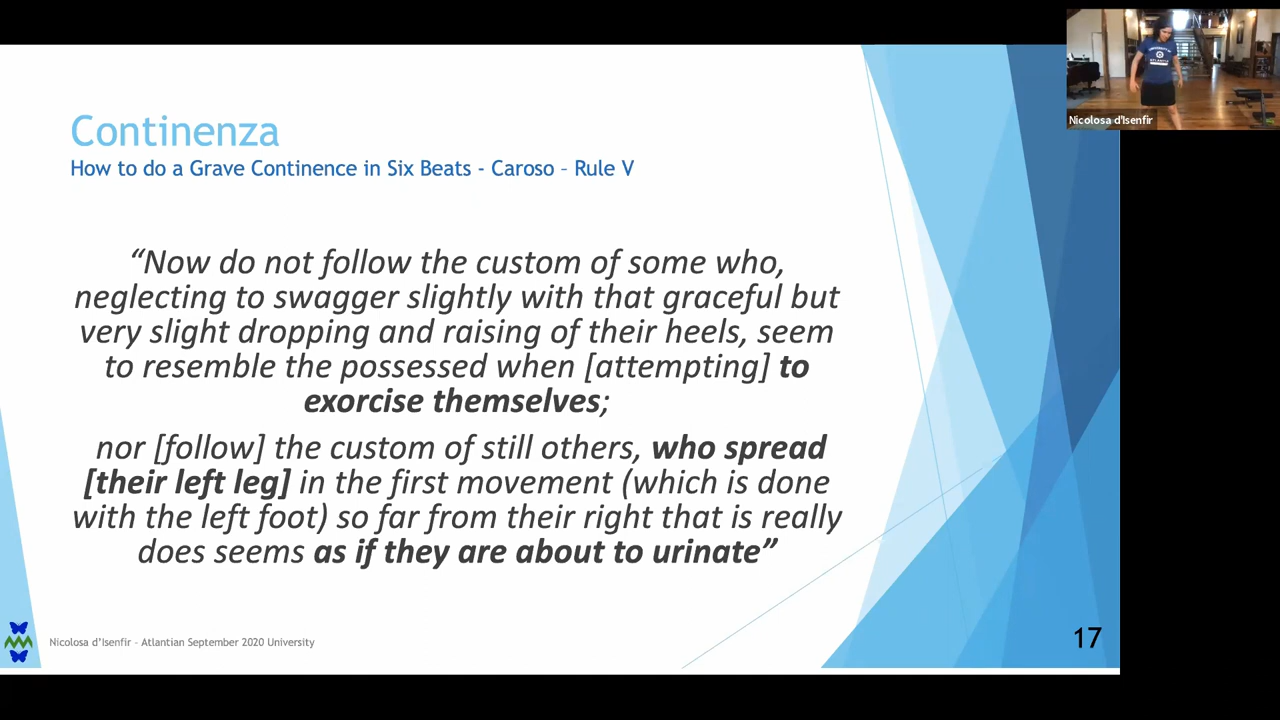 Continenza
How to do a Grave Continence in Six Beats - Caroso – Rule V
“Now do not follow the custom of some who,
neglecting to swagger slightly with that graceful but
very slight dropping and raising of their heels, seem
to resemble the possessed when [attempting] to
exorcise themselves;
nor [follow] the custom of still others, who spread
[their left leg] in the first movement (which is done
with the left foot) so far from their right that is really
does seems as if they are about to urinate”
Nicolosa d’Isenfir – Atlantian September 2020 University
17
UNIVERSITY OF
ATLANTIA
Nicolosa d'Isenfir